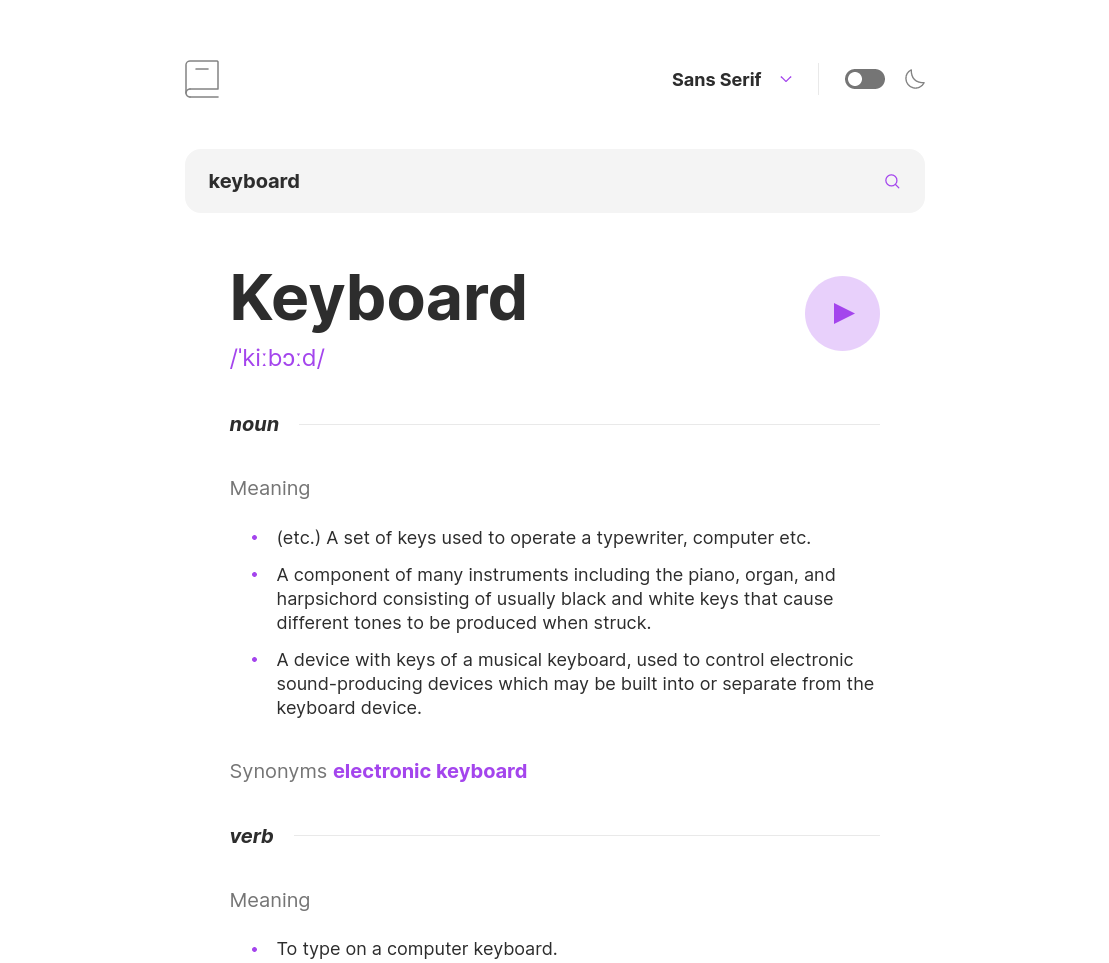 Sans Serif
keyboard
Keyboard
/ˈkiːbɔːd/
noun
Meaning
(etc.) A set of keys used to operate a typewriter, computer etc.
A component of many instruments including the piano, organ, and
harpsichord consisting of usually black and white keys that cause
different tones to be produced when struck.
A device with keys of a musical keyboard, used to control electronic
sound-producing devices which may be built into or separate from the
keyboard device.
Synonyms electronic keyboard
verb
Meaning
To type on a computer keyboard.